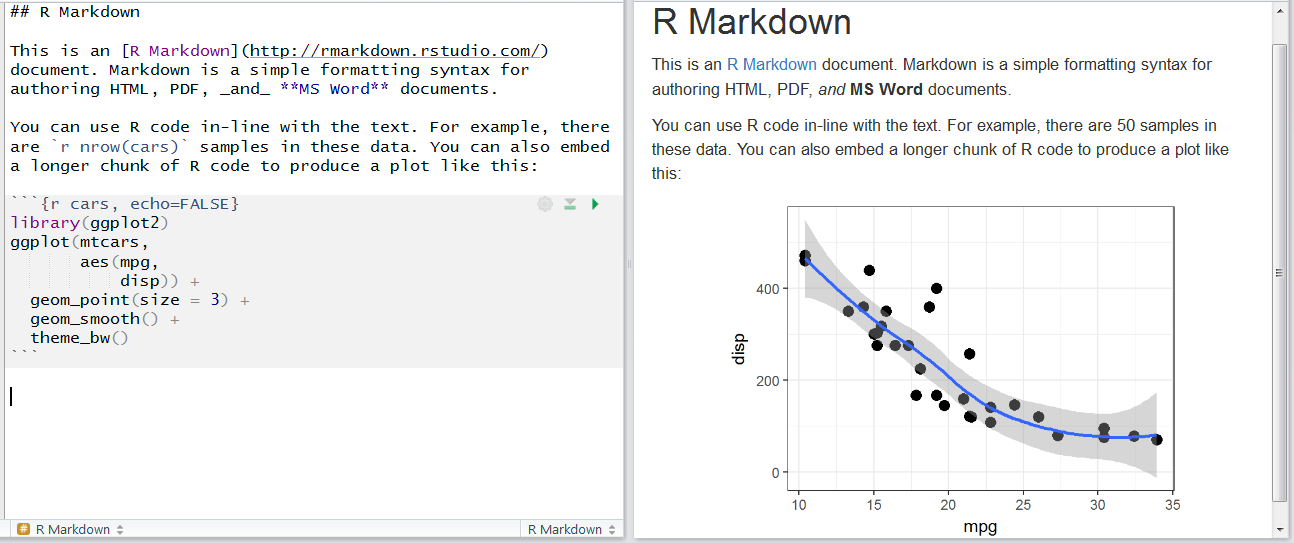 ## R Markdown
This is an [R Markdown](http://rmarkdown.rstudio.com/)
document. Markdown is a simple formatting syntax for
authoring HTML, PDF, _and_ **MS Word** documents.
You can use R code in-line with the text. For example, there
are `r nrow(cars)` samples in these data. You can also embed
a longer chunk of R code to produce a plot like this:
```{r cars, echo=FALSE}
library(ggplot2)
ggplot(mtcars,
       aes(mpg,
           disp)) +
  geom_point(size = 3) +
  geom_smooth() +
  theme_bw()
```
R Markdown
R Markdown
R Markdown
This is an R Markdown document. Markdown is a simple formatting syntax for
authoring HTML, PDF, and MS Word documents.
You can use R code in-line with the text. For example, there are 50 samples in
these data. You can also embed a longer chunk of R code to produce a plot like
this:
400
200
0
disp
10 15 20 25 30 35
mpg